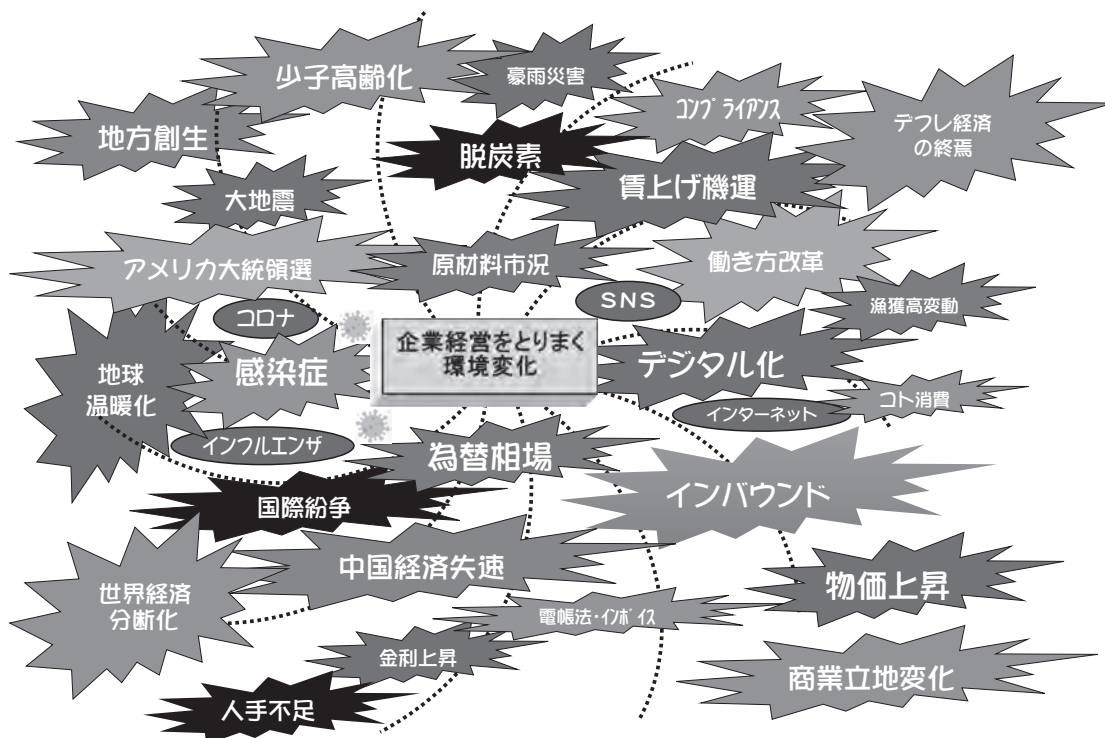 少子高齢化
豪雨災害
コンプライアンス
デフレ経済
の終焉
地方創生
脱炭素
賃上げ機運
大地震
アメリカ大統領選
原材料市況
働き方改革
SNS
漁獲高変動
コロナ
企業経営をとりまく
環境変化
デジタル化
地球
温暖化
感染症
コト消費
インターネット
インフルエンザ
為替相場
インバウンド
国際紛争
中国経済失速
物価上昇
世界経済
分断化
電帳法・インボイス
金利上昇
商業立地変化
人手不足